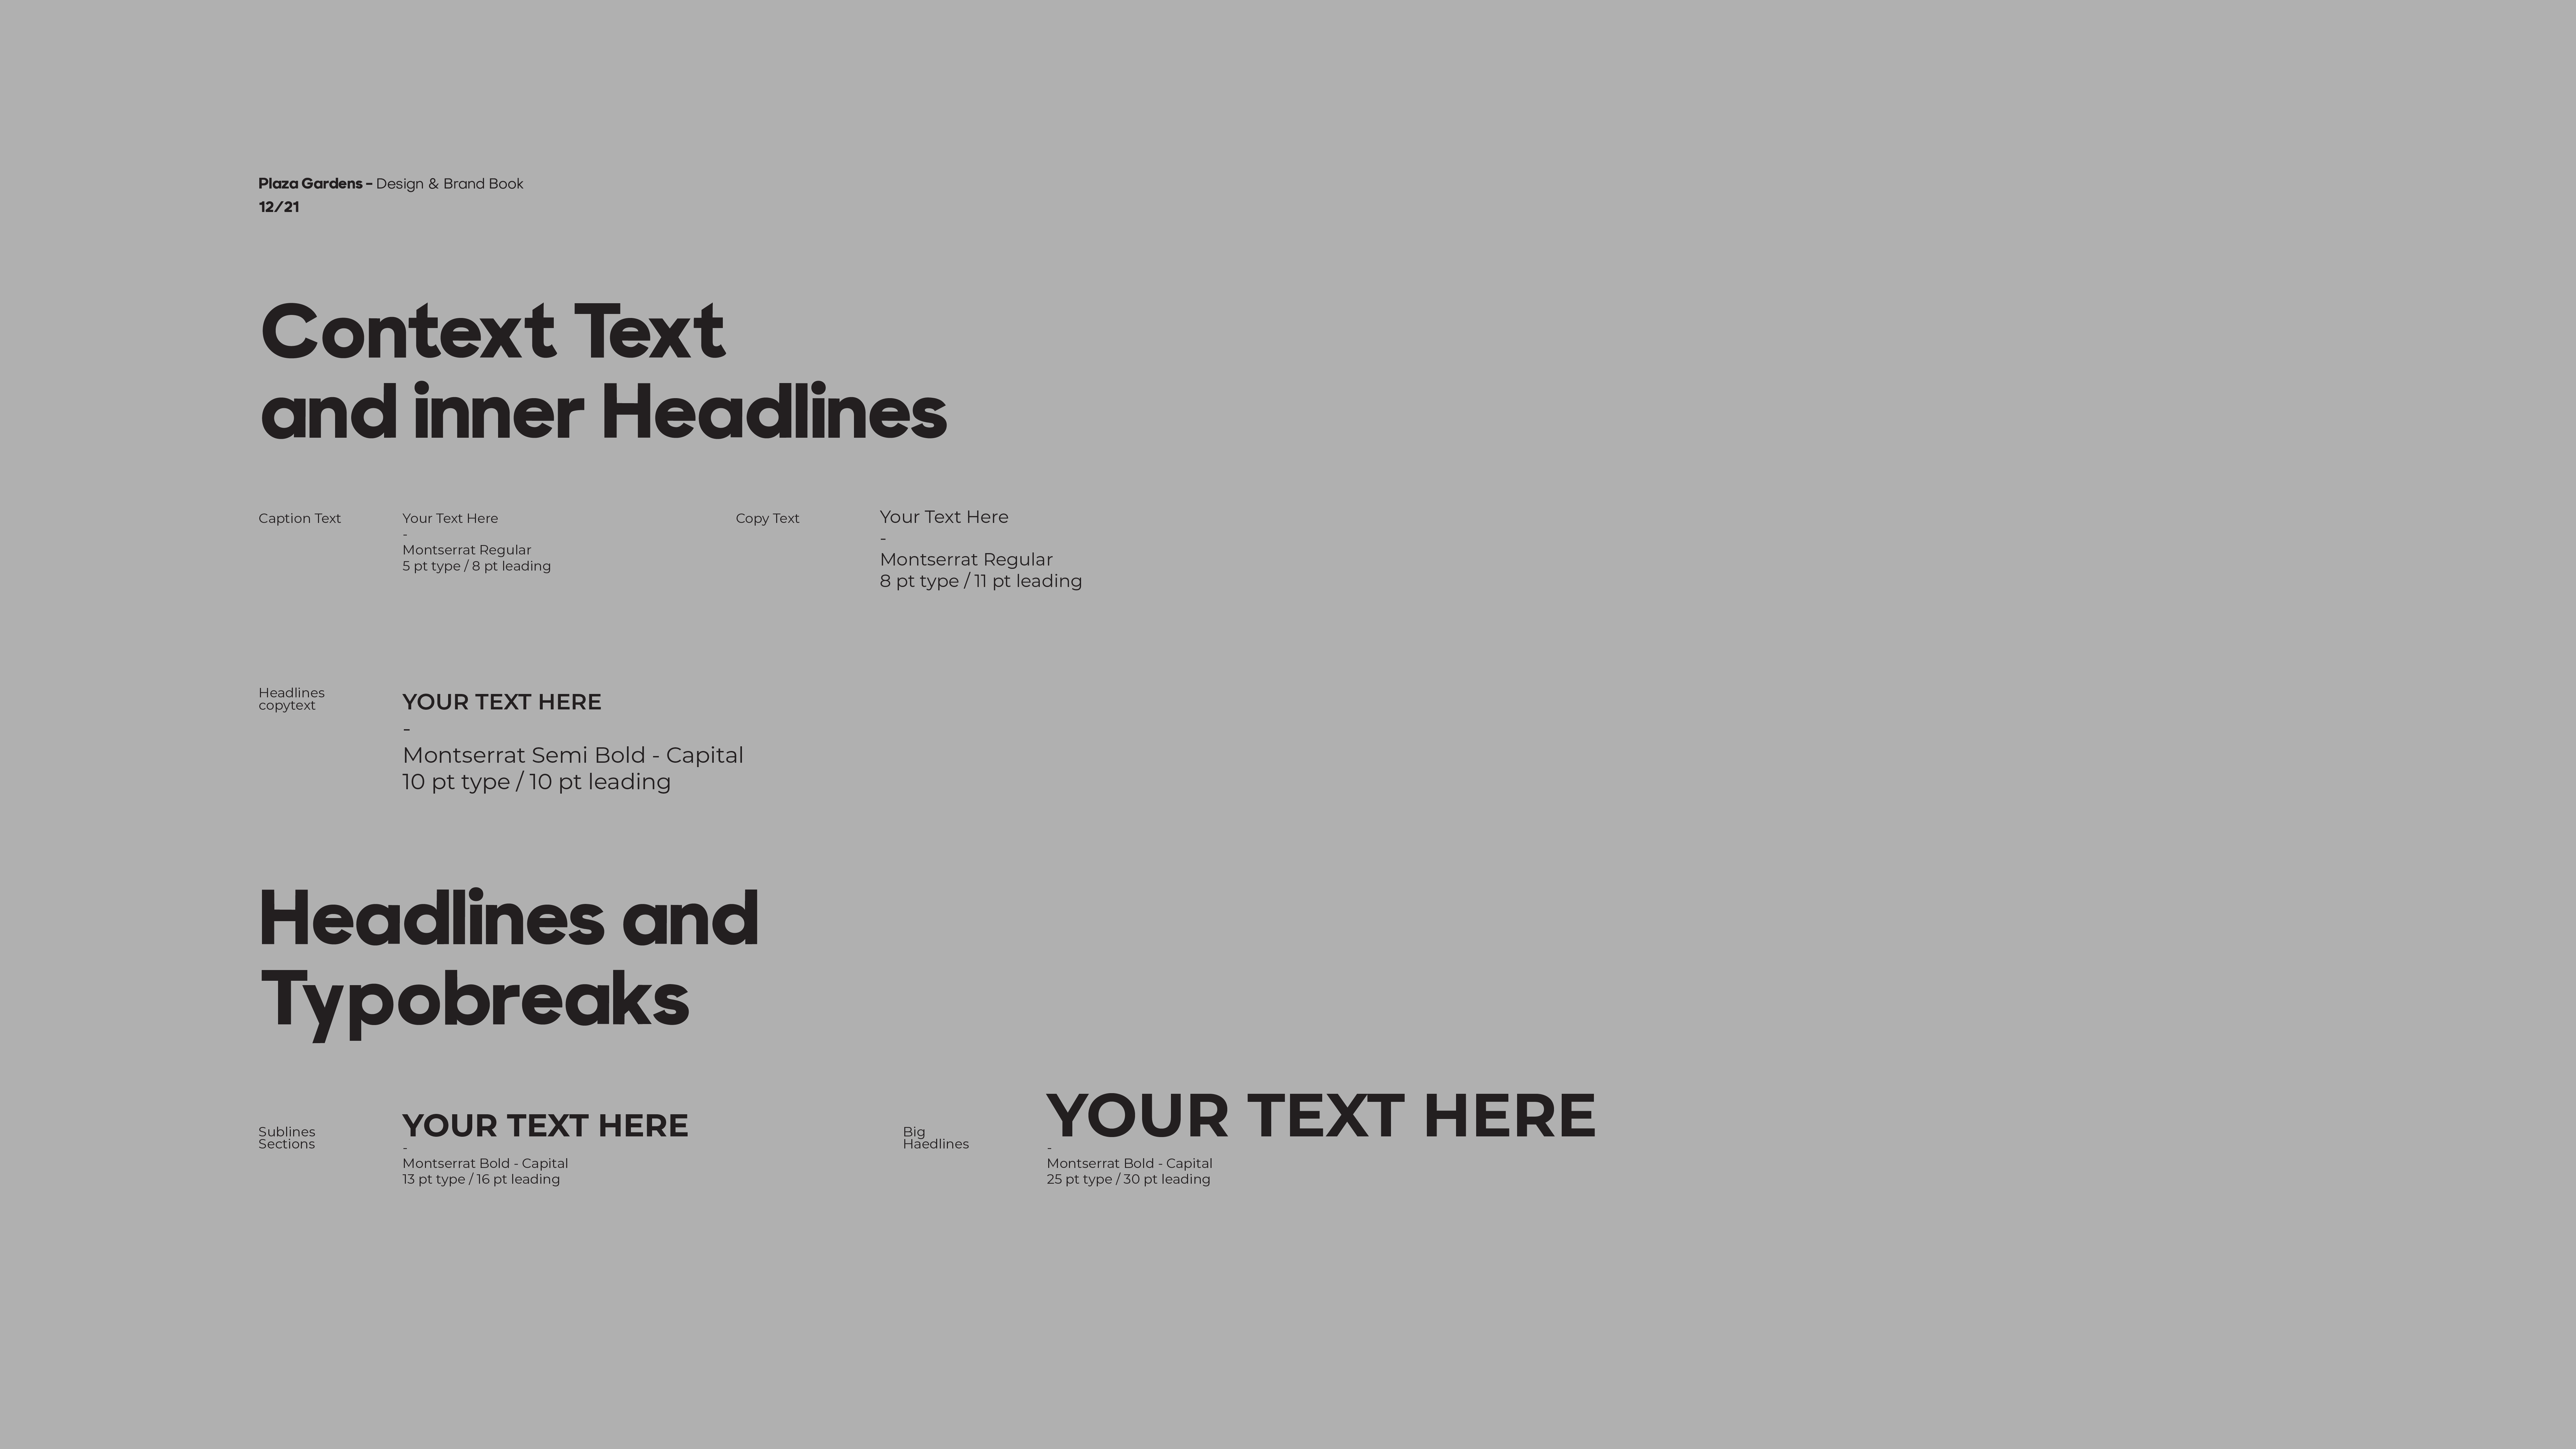 Plaza Gardens - Design & Brand Book
12/21
Context Text
and inner Headlines
Caption Text
Your Text Here
-
Montserrat Regular
5 pt type / 8 pt leading
Copy Text
Your Text Here
-
Montserrat Regular
8 pt type / 11 pt leading
Headlines
copytext
YOUR TEXT HERE
-
Montserrat Semi Bold - Capital
10 pt type / 10 pt leading
Headlines and
Typobreaks
Sublines
Sections
YOUR TEXT HERE
-
Montserrat Bold - Capital
13 pt type / 16 pt leading
Big
Haedlines
YOUR TEXT HERE
-
Montserrat Bold - Capital
25 pt type / 30 pt leading